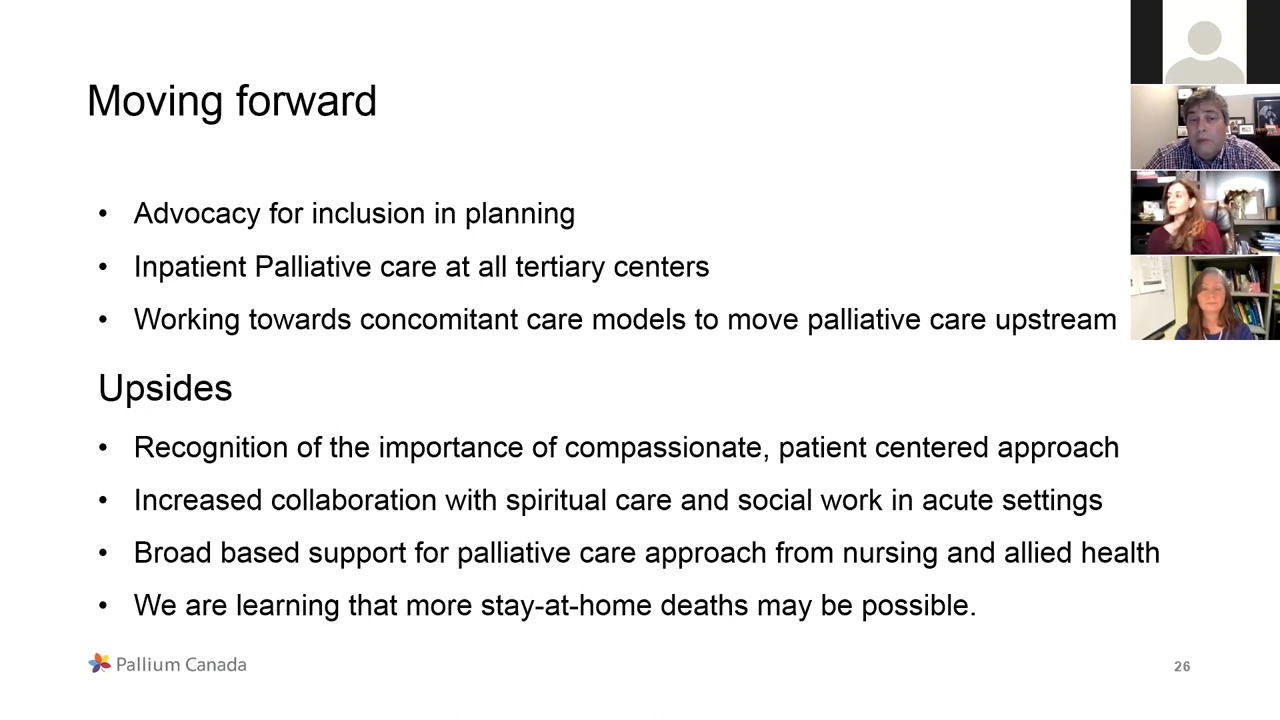 Moving forward
• Advocacy for inclusion in planning
• Inpatient Palliative care at all tertiary centers
• Working towards concomitant care models to move palliative care upstream
Upsides
• Recognition of the importance of compassionate, patient centered approach
• Increased collaboration with spiritual care and social work in acute settings
• Broad based support for palliative care approach from nursing and allied health
• We are learning that more stay-at-home deaths may be possible.
Pallium Canada
26